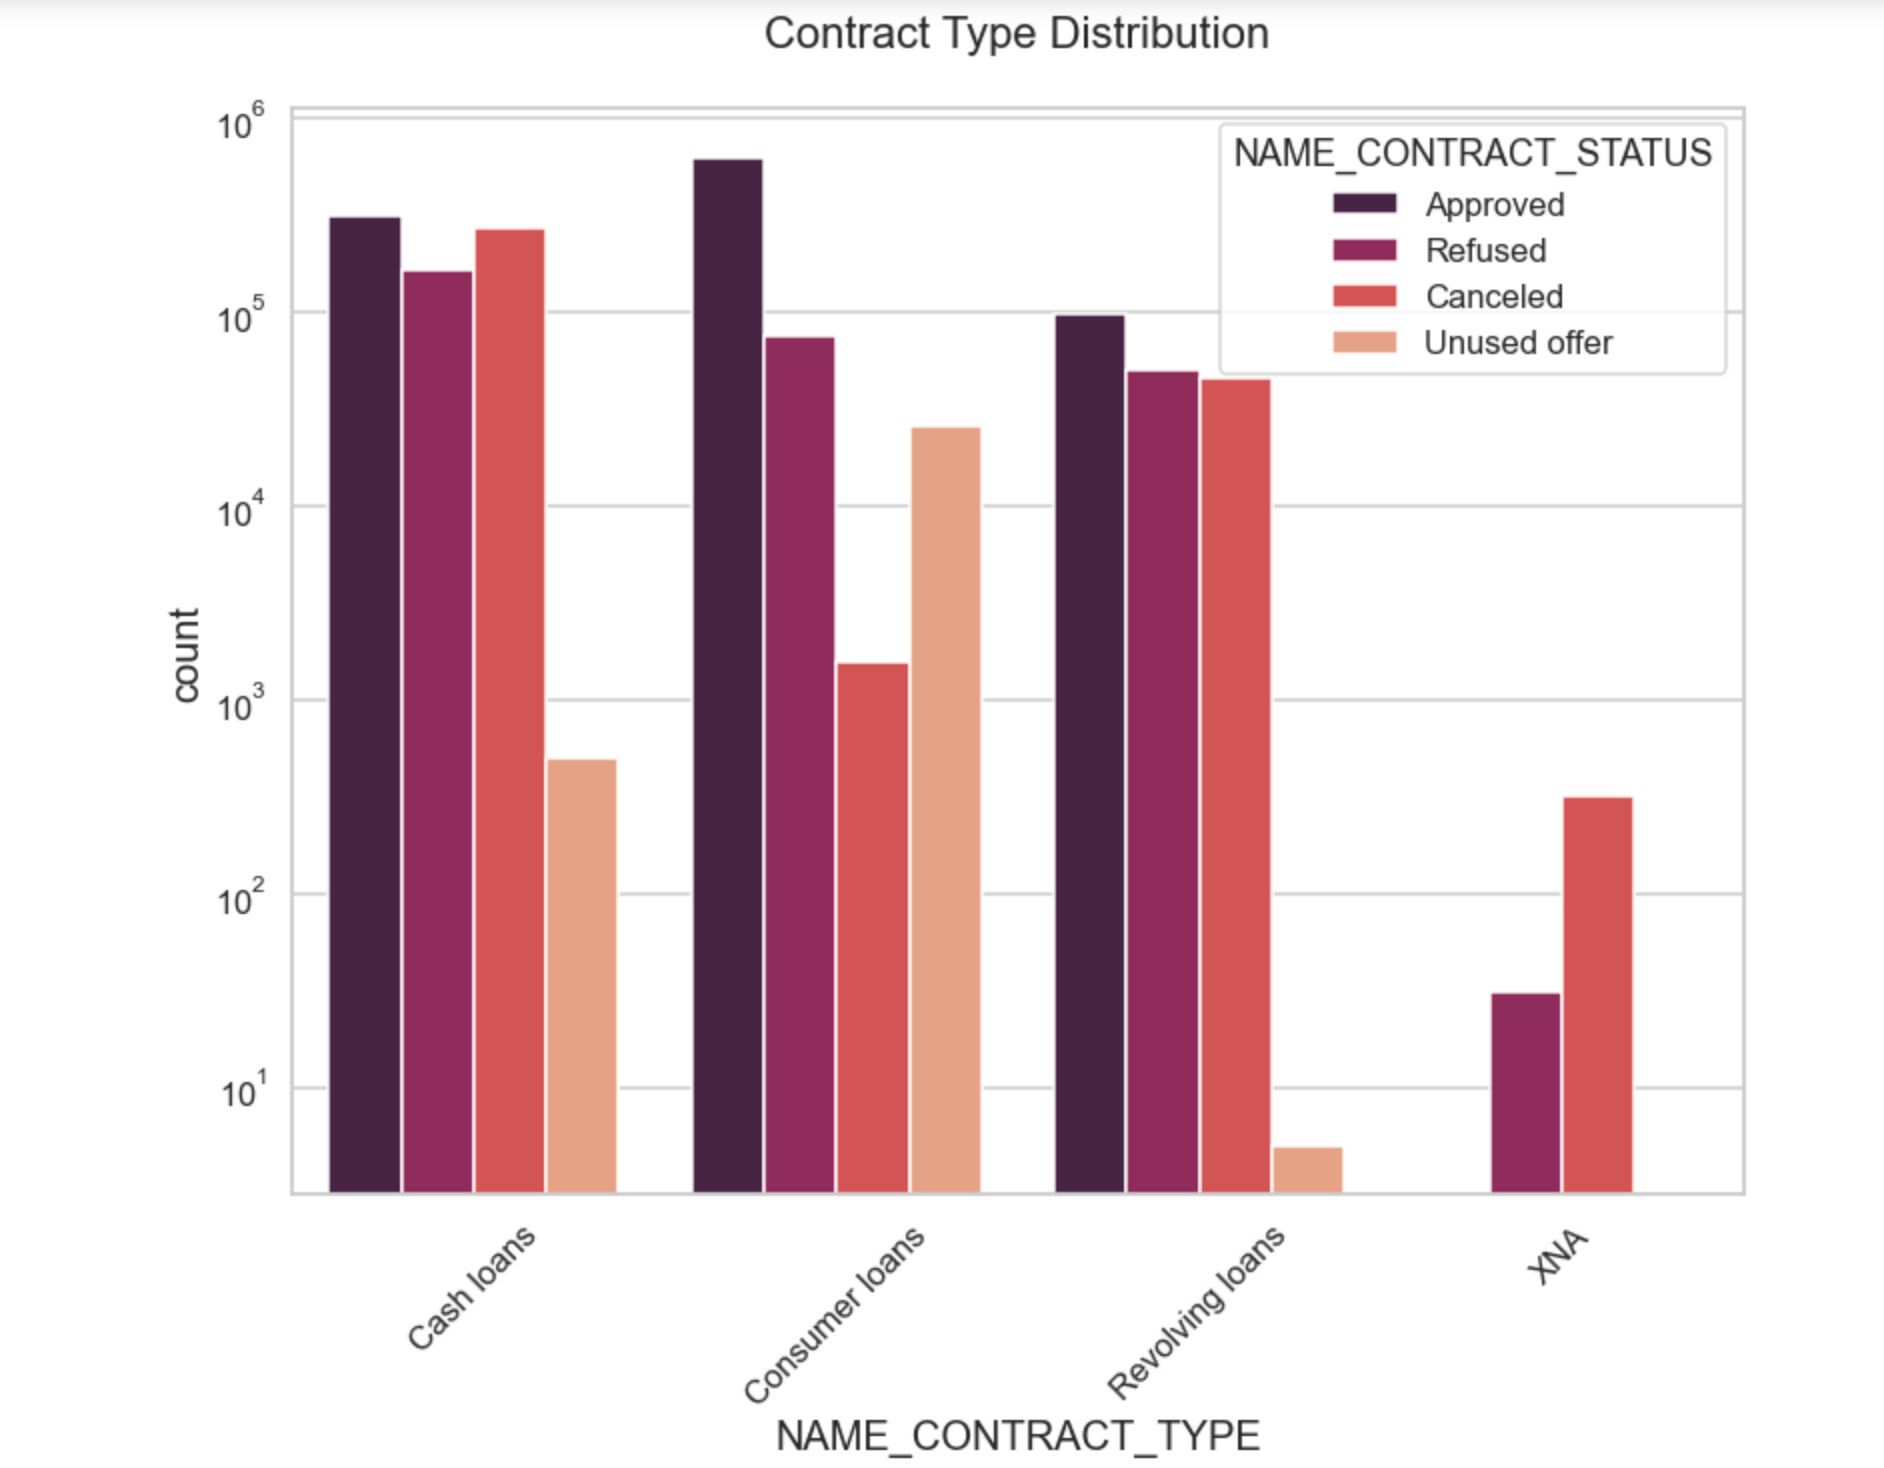 Contract Type Distribution
10^6
10^5
10^4
10^3
10^2
10^1
count
NAME_CONTRACT_STATUS
Approved
Refused
Canceled
Unused offer
Cash loans
Consumer loans
Revolving loans
XNA
NAME_CONTRACT_TYPE